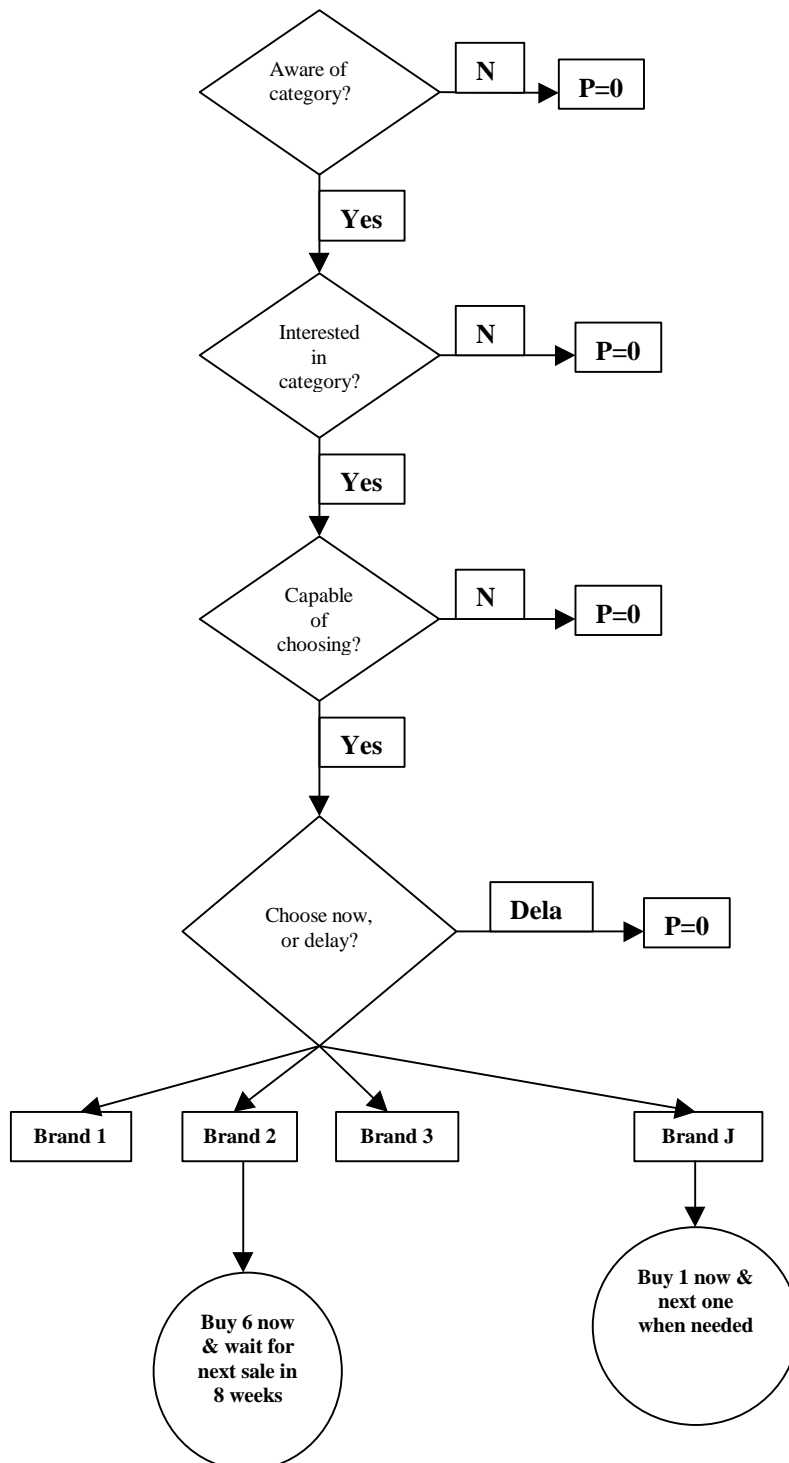 Aware of
category?
N
P=0
Yes
Interested
in
category?
N
P=0
Yes
Capable
of
choosing?
N
P=0
Yes
Choose now,
or delay?
Dela
P=0
Brand 1
Brand 2
Brand 3
Brand J
Buy 6 now
& wait for
next sale in
8 weeks
Buy 1 now &
next one
when needed